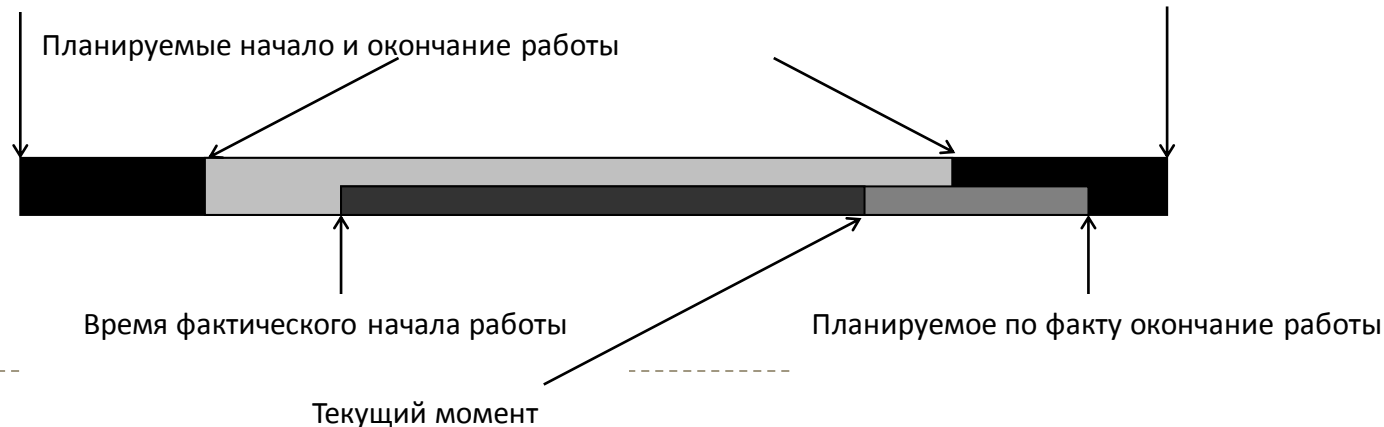 Планируемые начало и окончание работы
Время фактического начала работы
Планируемое по факту окончание работы
Текущий момент